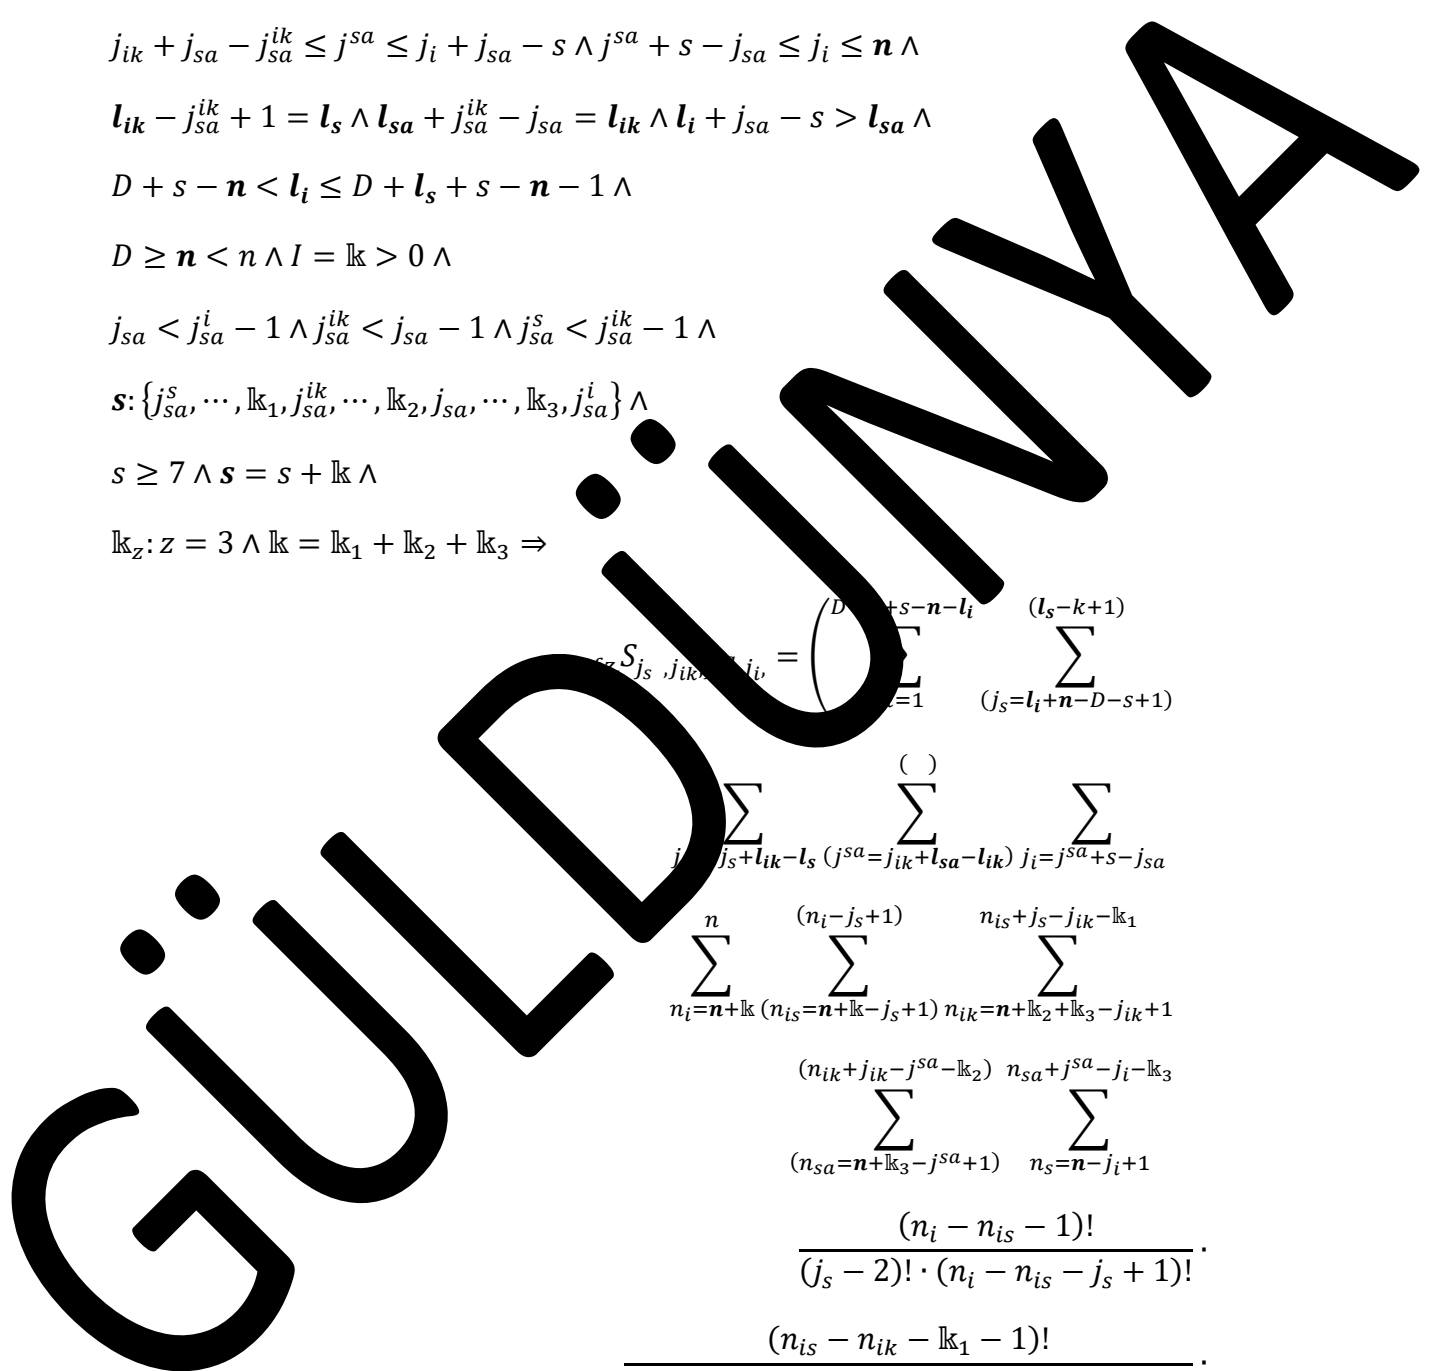 j_{ik} + j_{sa} − j_{sa}^{ik} ≤ j^{sa} ≤ j_i + j_{sa} − s ∧ j^{sa} + s − j_{sa} ≤ j_i ≤ n ∧
l_{ik} − j_{sa}^{ik} + 1 = l_s ∧ l_{sa} + j_{sa}^{ik} − j_{sa} = l_{ik} ∧ l_i + j_{sa} − s > l_{sa} ∧
D + s − n < l_i ≤ D + l_s + s − n − 1 ∧
D ≥ n < n ∧ I = 𝕜 > 0 ∧
j_{sa} < j_{sa}^i − 1 ∧ j_{sa}^{ik} < j_{sa} − 1 ∧ j_{sa}^s < j_{sa}^{ik} − 1 ∧
s: {j_{sa}^s, ⋯, 𝕜_1, j_{sa}^{ik}, ⋯, 𝕜_2, j_{sa}, ⋯, 𝕜_3, j_{sa}^i} ∧
s ≥ 7 ∧ s = s + 𝕜 ∧
𝕜_z: z = 3 ∧ 𝕜 = 𝕜_1 + 𝕜_2 + 𝕜_3 ⇒
S_{j_s, j_{ik}, j_i,} = ( ∑^{+s−n−l_i}_{=1} ∑_{(j_s=l_i+n−D−s+1)}^{(l_s−k+1)}
∑_{j_s+l_{ik}−l_s} ∑_{(j^{sa}=j_{ik}+l_{sa}−l_{ik})}^{( )} ∑_{j_i=j^{sa}+s−j_{sa}}
∑_{n_i=n+𝕜}^{n} ∑_{(n_{is}=n+𝕜−j_s+1)}^{(n_i−j_s+1)} ∑_{n_{ik}=n+𝕜_2+𝕜_3−j_{ik}+1}^{n_{is}+j_s−j_{ik}−𝕜_1}
∑_{(n_{sa}=n+𝕜_3−j^{sa}+1)}^{(n_{ik}+j_{ik}−j^{sa}−𝕜_2)} ∑_{n_s=n−j_i+1}^{n_{sa}+j^{sa}−j_i−𝕜_3}
(n_i − n_{is} − 1)!
(j_s − 2)! · (n_i − n_{is} − j_s + 1)! ·
(n_{is} − n_{ik} − 𝕜_1 − 1)! ·
GÜLDÜNYA